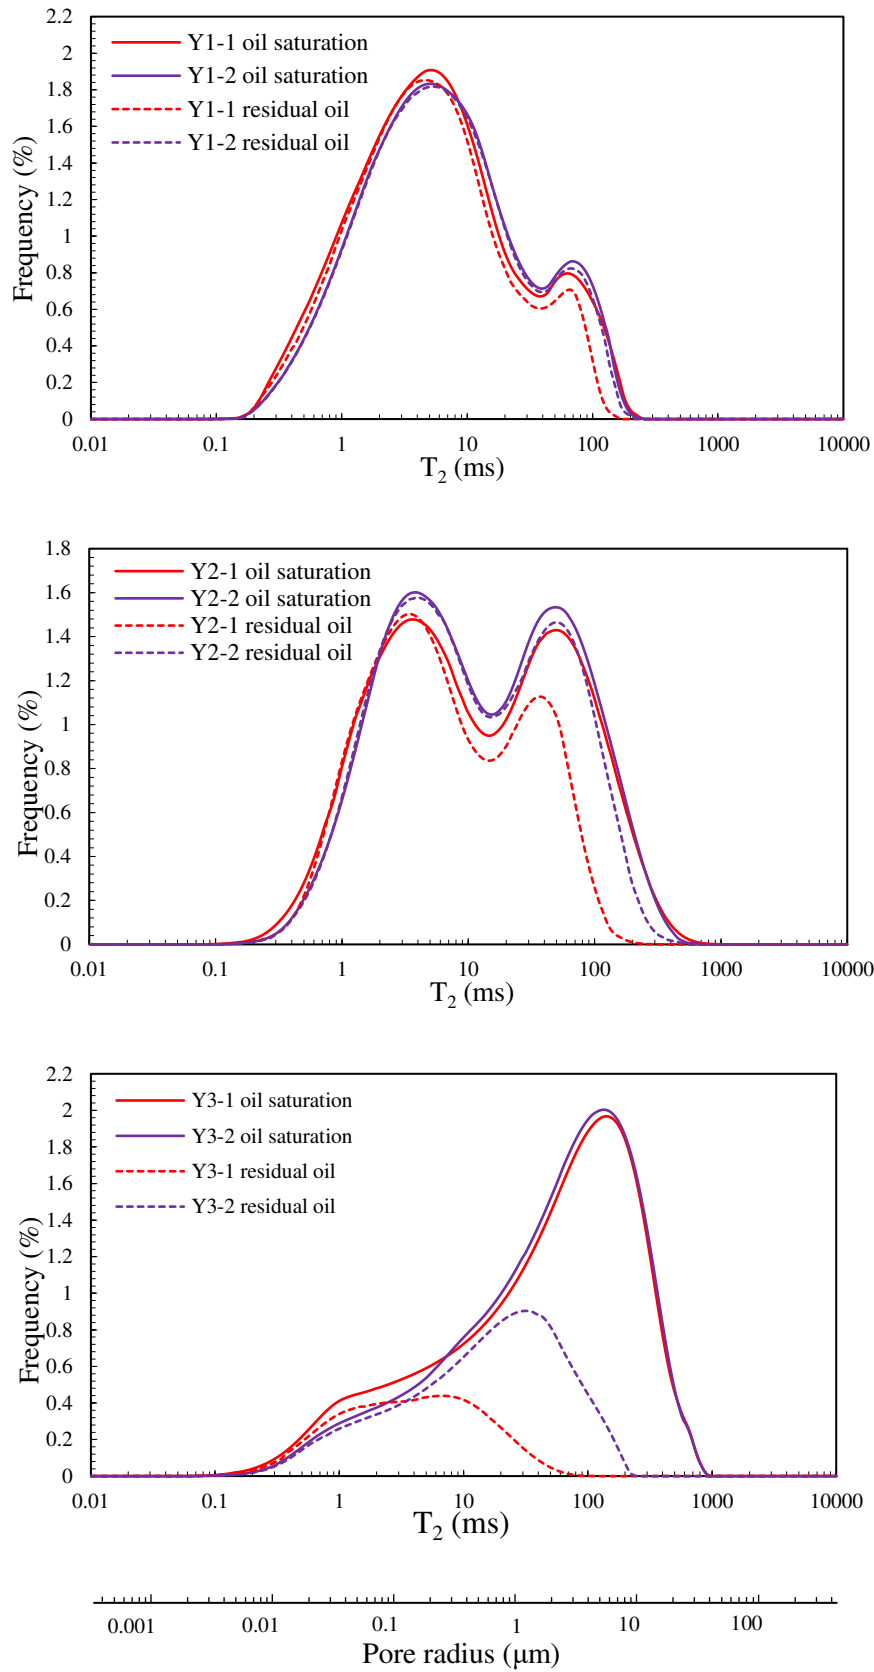 2.2
2
1.8
1.6
1.4
1.2
1
0.8
0.6
0.4
0.2
0
Frequency (%)
Y1-1 oil saturation
Y1-2 oil saturation
Y1-1 residual oil
Y1-2 residual oil
0.01 0.1 1 10 100 1000 10000
T₂ (ms)
1.8
1.6
1.4
1.2
1
0.8
0.6
0.4
0.2
0
Frequency (%)
Y2-1 oil saturation
Y2-2 oil saturation
Y2-1 residual oil
Y2-2 residual oil
0.01 0.1 1 10 100 1000 10000
T₂ (ms)
2.2
2
1.8
1.6
1.4
1.2
1
0.8
0.6
0.4
0.2
0
Frequency (%)
Y3-1 oil saturation
Y3-2 oil saturation
Y3-1 residual oil
Y3-2 residual oil
0.01 0.1 1 10 100 1000 10000
T₂ (ms)
0.001 0.01 0.1 1 10 100
Pore radius (μm)